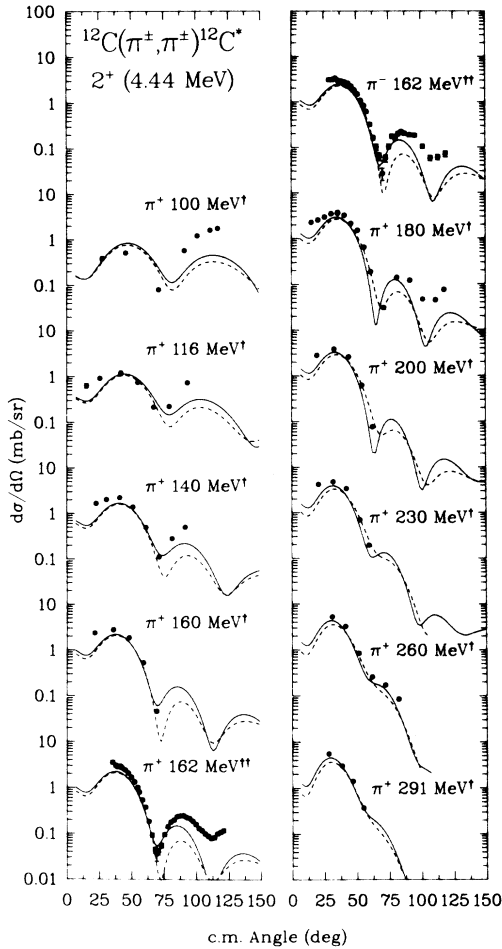 ¹²C(π±,π±)¹²C*
2⁺ (4.44 MeV)
100
10
1
0.1
1
0.1
10
1
0.1
10
1
0.1
10
1
0.1
10
1
0.1
0.01
π⁺ 100 MeV†
π⁺ 116 MeV†
π⁺ 140 MeV†
π⁺ 160 MeV†
π⁺ 162 MeV††
π⁻ 162 MeV††
π⁺ 180 MeV†
π⁺ 200 MeV†
π⁺ 230 MeV†
π⁺ 260 MeV†
π⁺ 291 MeV†
dσ/dΩ (mb/sr)
0 25 50 75 100 125 0 25 50 75 100 125 150
c.m. Angle (deg)